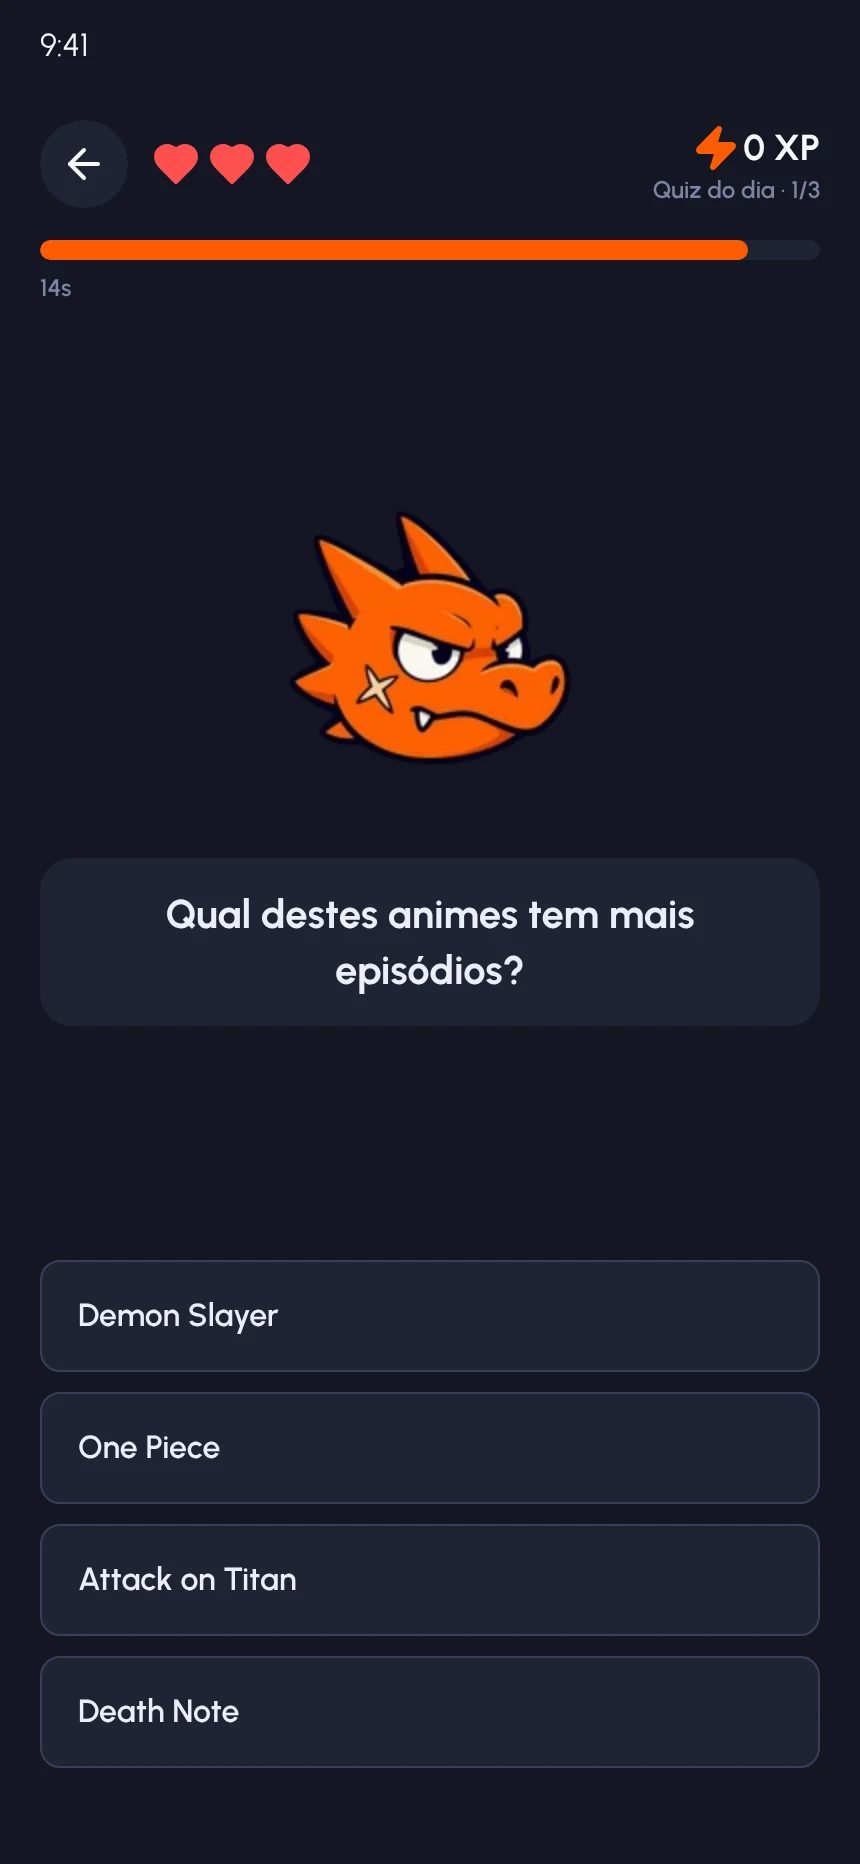 9:41
0 XP
Quiz do dia · 1/3
14s
Qual destes animes tem mais
episódios?
Demon Slayer
One Piece
Attack on Titan
Death Note